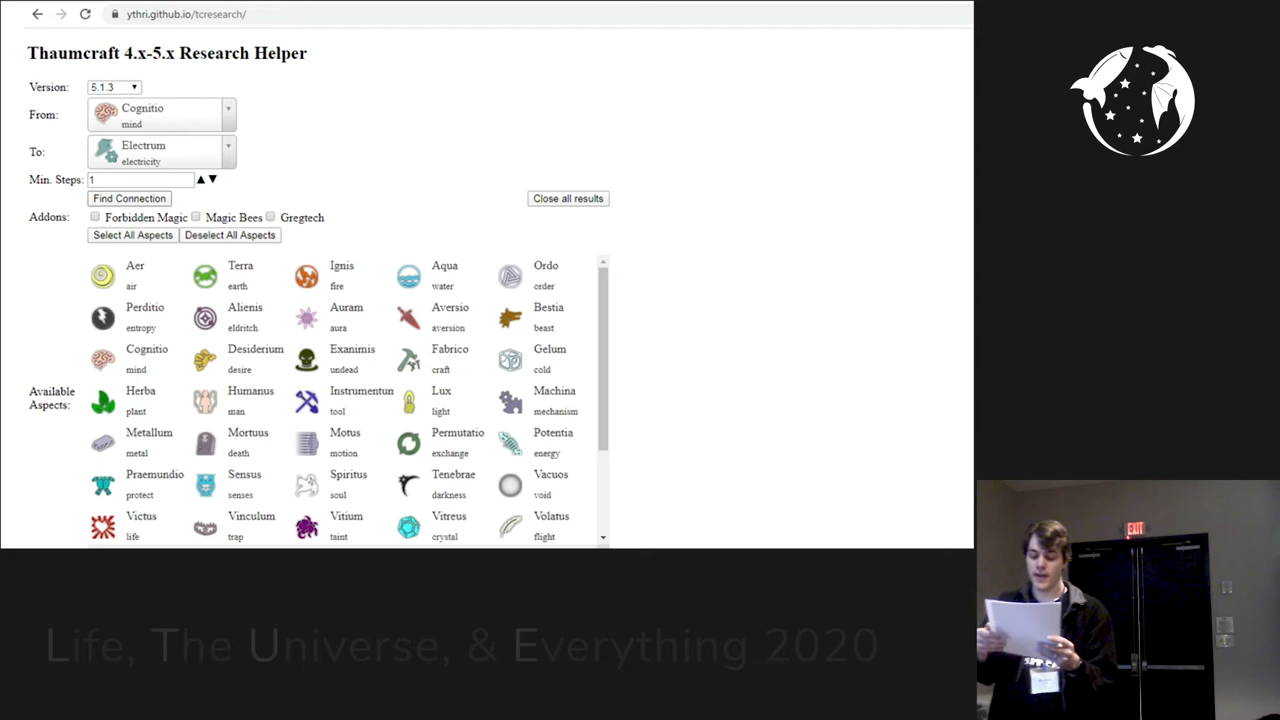 ythri.github.io/tcresearch/
Thaumcraft 4.x-5.x Research Helper
Version: 5.1.3
From: Cognitio
mind
To: Electrum
electricity
Min. Steps: 1
Find Connection Close all results
Addons: Forbidden Magic Magic Bees Gregtech
Select All Aspects Deselect All Aspects
Aer Terra Ignis Aqua Ordo
air earth fire water order
Perditio Alienis Auram Aversio Bestia
entropy eldritch aura aversion beast
Cognitio Desiderium Exanimis Fabrico Gelum
mind desire undead craft cold
Available
Aspects:
Herba Humanus Instrumentun Lux Machina
plant man tool light mechanism
Metallum Mortuus Motus Permutatio Potentia
metal death motion exchange energy
Praemundio Sensus Spiritus Tenebrae Vacuos
protect senses soul darkness void
Victus Vinculum Vitium Vitreus Volatus
life trap taint crystal flight
EXIT
Life, The Universe, & Everything 2020